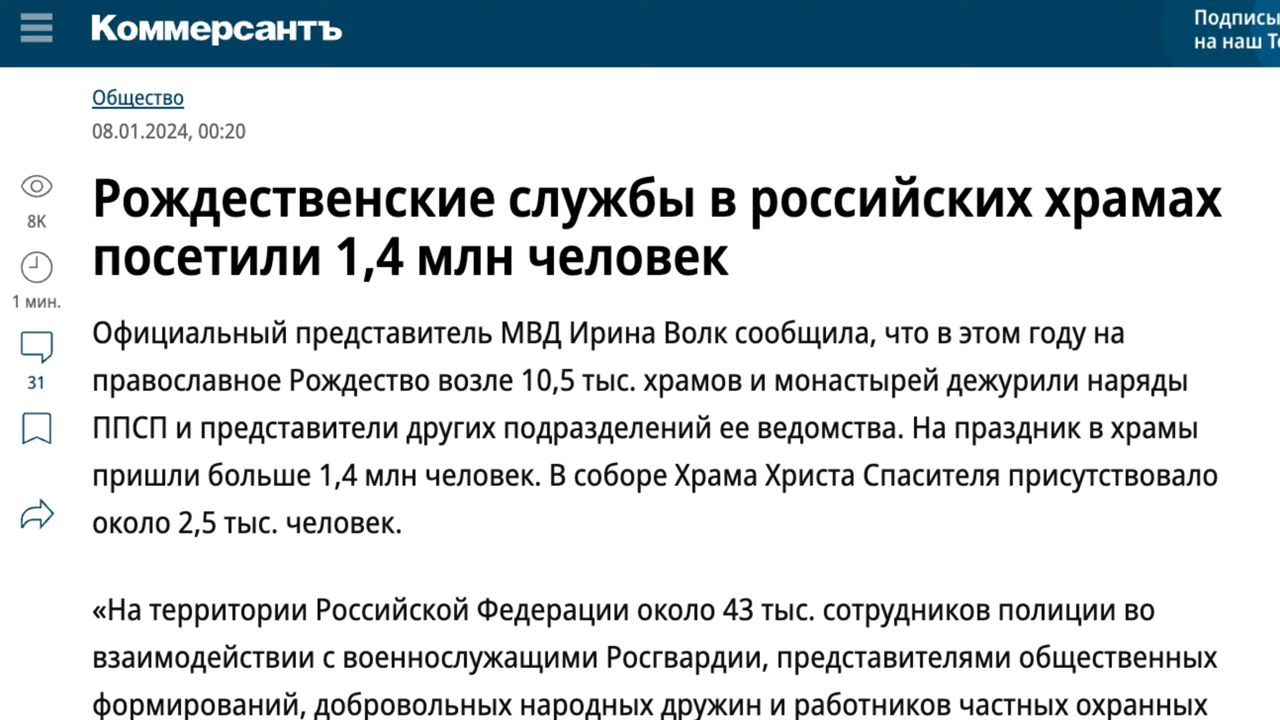 Коммерсантъ
Подписы
на наш Те
Общество
08.01.2024, 00:20
Рождественские службы в российских храмах
посетили 1,4 млн человек
8K
1 мин.
31
Официальный представитель МВД Ирина Волк сообщила, что в этом году на
православное Рождество возле 10,5 тыс. храмов и монастырей дежурили наряды
ППСП и представители других подразделений ее ведомства. На праздник в храмы
пришли больше 1,4 млн человек. В соборе Храма Христа Спасителя присутствовало
около 2,5 тыс. человек.
«На территории Российской Федерации около 43 тыс. сотрудников полиции во
взаимодействии с военнослужащими Росгвардии, представителями общественных
формирований, добровольных народных дружин и работников частных охранных